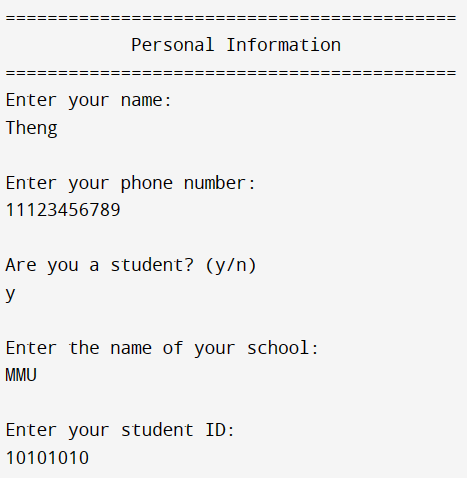 ===========================================
Personal Information
===========================================
Enter your name:
Theng
Enter your phone number:
11123456789
Are you a student? (y/n)
y
Enter the name of your school:
MMU
Enter your student ID:
10101010